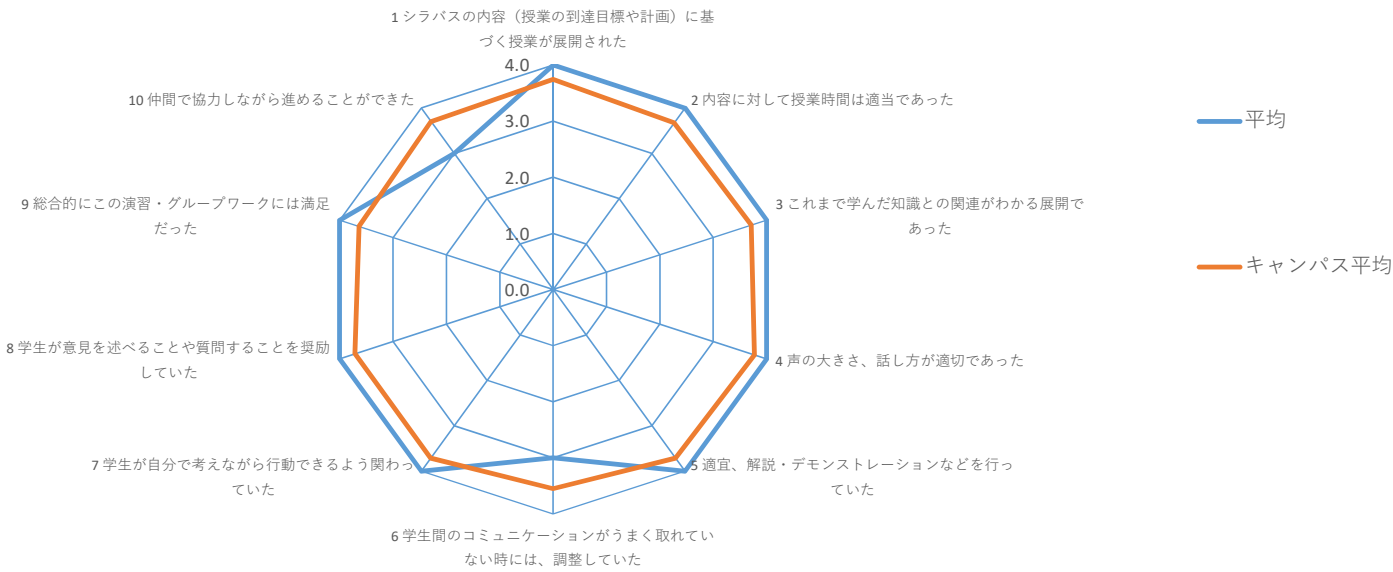 1 シラバスの内容（授業の到達目標や計画）に基
づく授業が展開された
4.0
3.0
2.0
1.0
0.0
2 内容に対して授業時間は適当であった
3 これまで学んだ知識との関連がわかる展開で
あった
4 声の大きさ、話し方が適切であった
5 適宜、解説・デモンストレーションなどを行っ
ていた
6 学生間のコミュニケーションがうまく取れてい
ない時には、調整していた
7 学生が自分で考えながら行動できるよう関わっ
ていた
8 学生が意見を述べることや質問することを奨励
していた
9 総合的にこの演習・グループワークには満足
だった
10 仲間で協力しながら進めることができた
平均
キャンパス平均